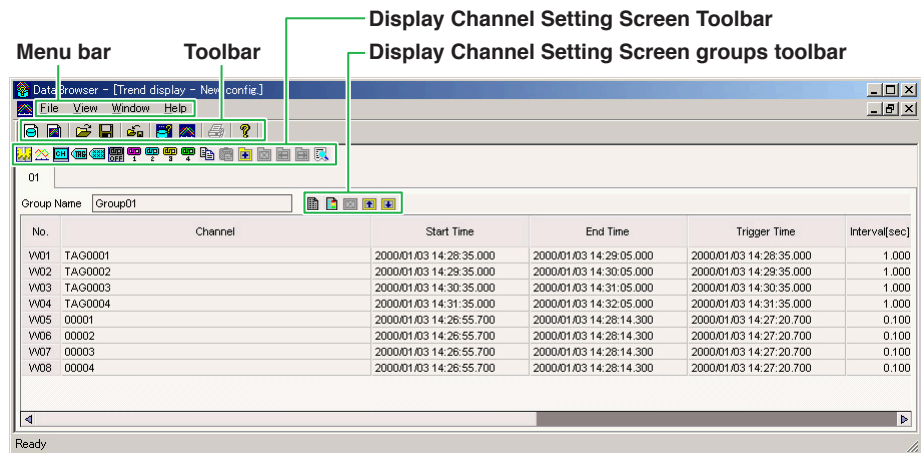 Display Channel Setting Screen Toolbar
Menu bar Toolbar Display Channel Setting Screen groups toolbar
DataBrowser - [Trend display - New config.]
File View Window Help
CH TAG OFF 1 2 3 4
01
Group Name Group01
No. Channel Start Time End Time Trigger Time Interval[sec]
W01 TAG0001 2000/01/03 14:28:35.000 2000/01/03 14:29:05.000 2000/01/03 14:28:35.000 1.000
W02 TAG0002 2000/01/03 14:29:35.000 2000/01/03 14:30:05.000 2000/01/03 14:29:35.000 1.000
W03 TAG0003 2000/01/03 14:30:35.000 2000/01/03 14:31:05.000 2000/01/03 14:30:35.000 1.000
W04 TAG0004 2000/01/03 14:31:35.000 2000/01/03 14:32:05.000 2000/01/03 14:31:35.000 1.000
W05 00001 2000/01/03 14:26:55.700 2000/01/03 14:28:14.300 2000/01/03 14:27:20.700 0.100
W06 00002 2000/01/03 14:26:55.700 2000/01/03 14:28:14.300 2000/01/03 14:27:20.700 0.100
W07 00003 2000/01/03 14:26:55.700 2000/01/03 14:28:14.300 2000/01/03 14:27:20.700 0.100
W08 00004 2000/01/03 14:26:55.700 2000/01/03 14:28:14.300 2000/01/03 14:27:20.700 0.100
Ready